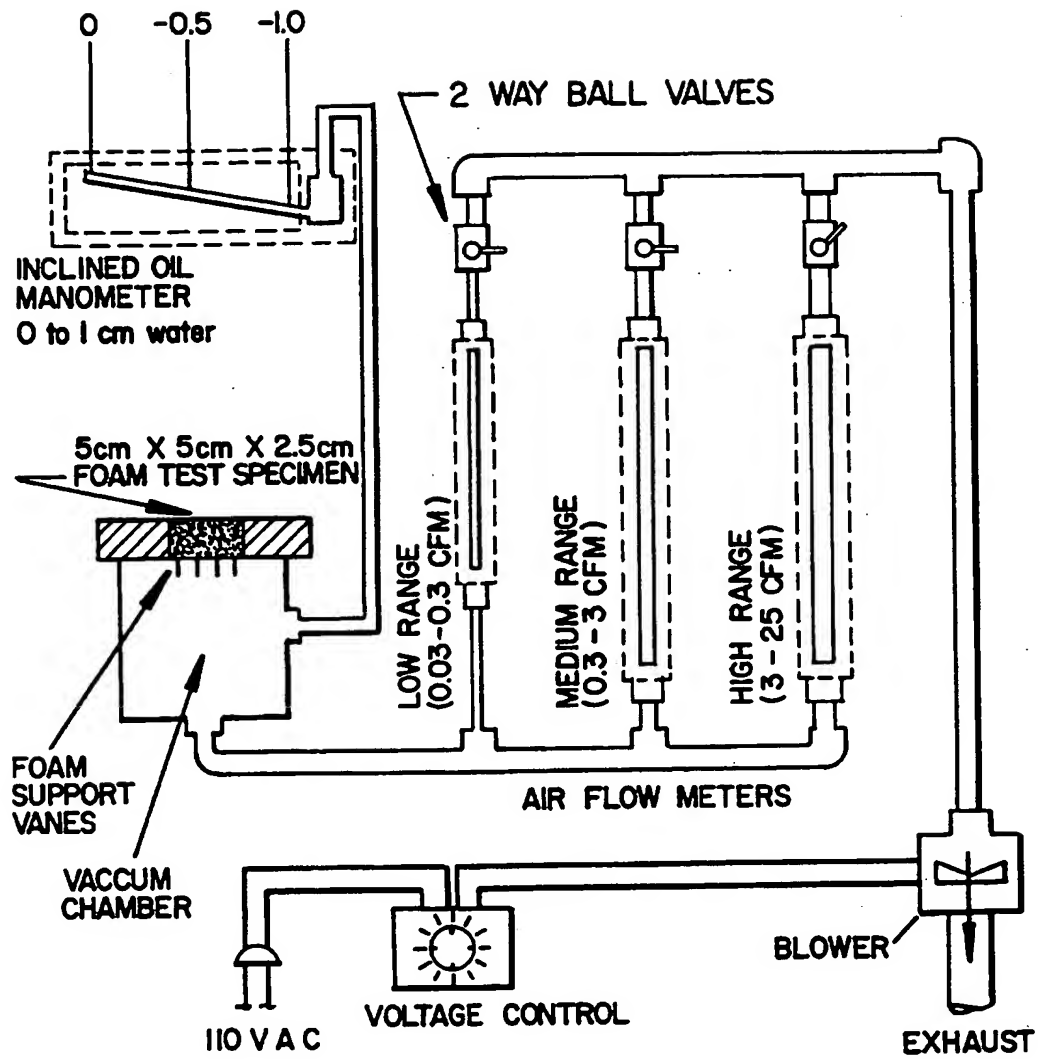 0 -0.5 -1.0
2 WAY BALL VALVES
INCLINED OIL
MANOMETER
0 to 1 cm water
5cm X 5cm X 2.5cm
FOAM TEST SPECIMEN
LOW RANGE
(0.03-0.3 CFM)
MEDIUM RANGE
(0.3-3 CFM)
HIGH RANGE
(3-25 CFM)
FOAM
SUPPORT
VANES
AIR FLOW METERS
VACCUM
CHAMBER
BLOWER
VOLTAGE CONTROL
110 V A C
EXHAUST